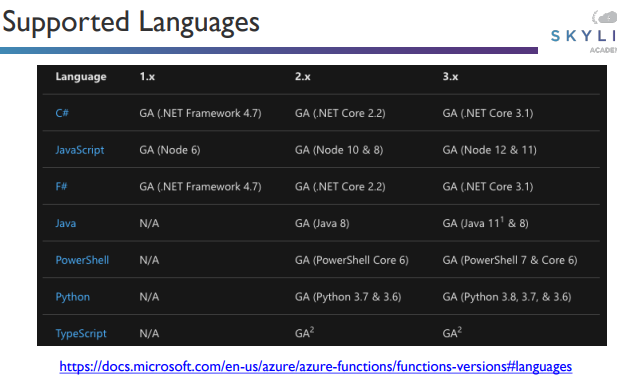 Supported Languages
SKYLI
ACADEM
Language 1.x 2.x 3.x
C# GA (.NET Framework 4.7) GA (.NET Core 2.2) GA (.NET Core 3.1)
JavaScript GA (Node 6) GA (Node 10 & 8) GA (Node 12 & 11)
F# GA (.NET Framework 4.7) GA (.NET Core 2.2) GA (.NET Core 3.1)
Java N/A GA (Java 8) GA (Java 11¹ & 8)
PowerShell N/A GA (PowerShell Core 6) GA (PowerShell 7 & Core 6)
Python N/A GA (Python 3.7 & 3.6) GA (Python 3.8, 3.7, & 3.6)
TypeScript N/A GA² GA²
https://docs.microsoft.com/en-us/azure/azure-functions/functions-versions#languages